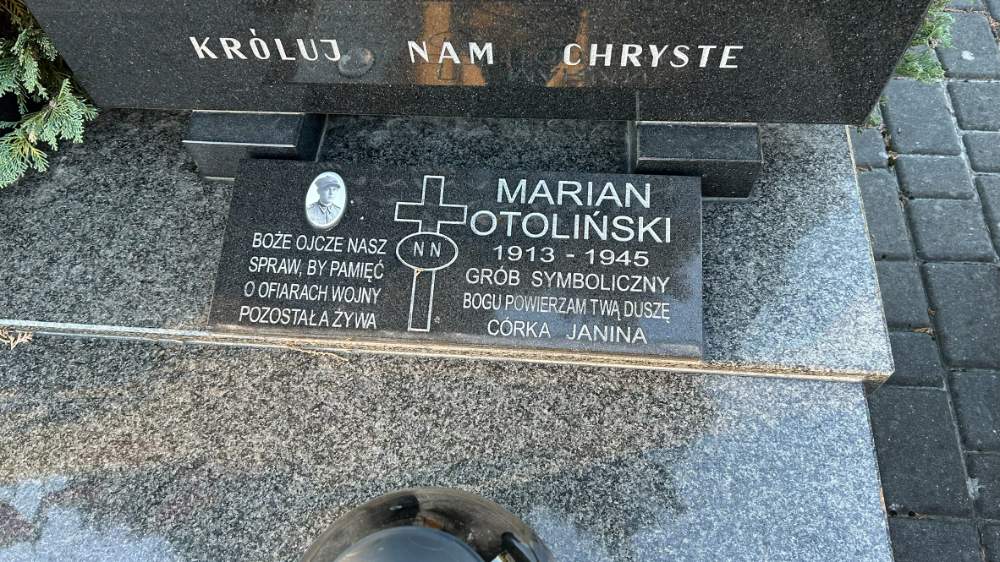 KRÓLUJ NAM CHRYSTE
BOŻE OJCZE NASZ
SPRAW, BY PAMIĘĆ
O OFIARACH WOJNY
POZOSTAŁA ŻYWA
N N
MARIAN
OTOLIŃSKI
1913 - 1945
GRÓB SYMBOLICZNY
BOGU POWIERZAM TWĄ DUSZĘ
CÓRKA JANINA